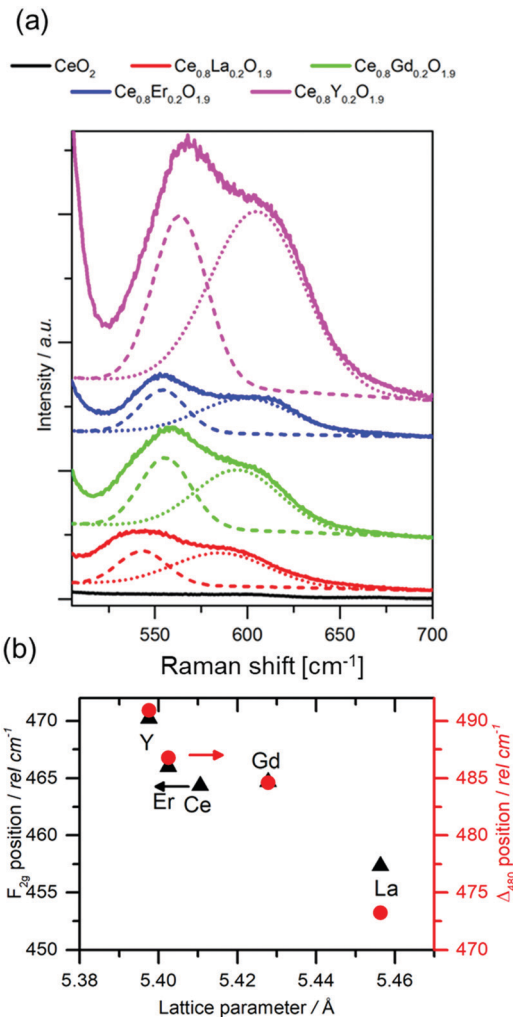 (a)
CeO2 Ce0.8La0.2O1.9 Ce0.8Gd0.2O1.9
Ce0.8Er0.2O1.9 Ce0.8Y0.2O1.9
Intensity / a.u.
550 600 650 700
Raman shift [cm-1]
(b)
F2g position / rel cm-1
470
465
460
455
450
Y
Er
Ce
Gd
La
490
485
480
475
470
Δ480 position / rel cm-1
5.38 5.40 5.42 5.44 5.46
Lattice parameter / Å